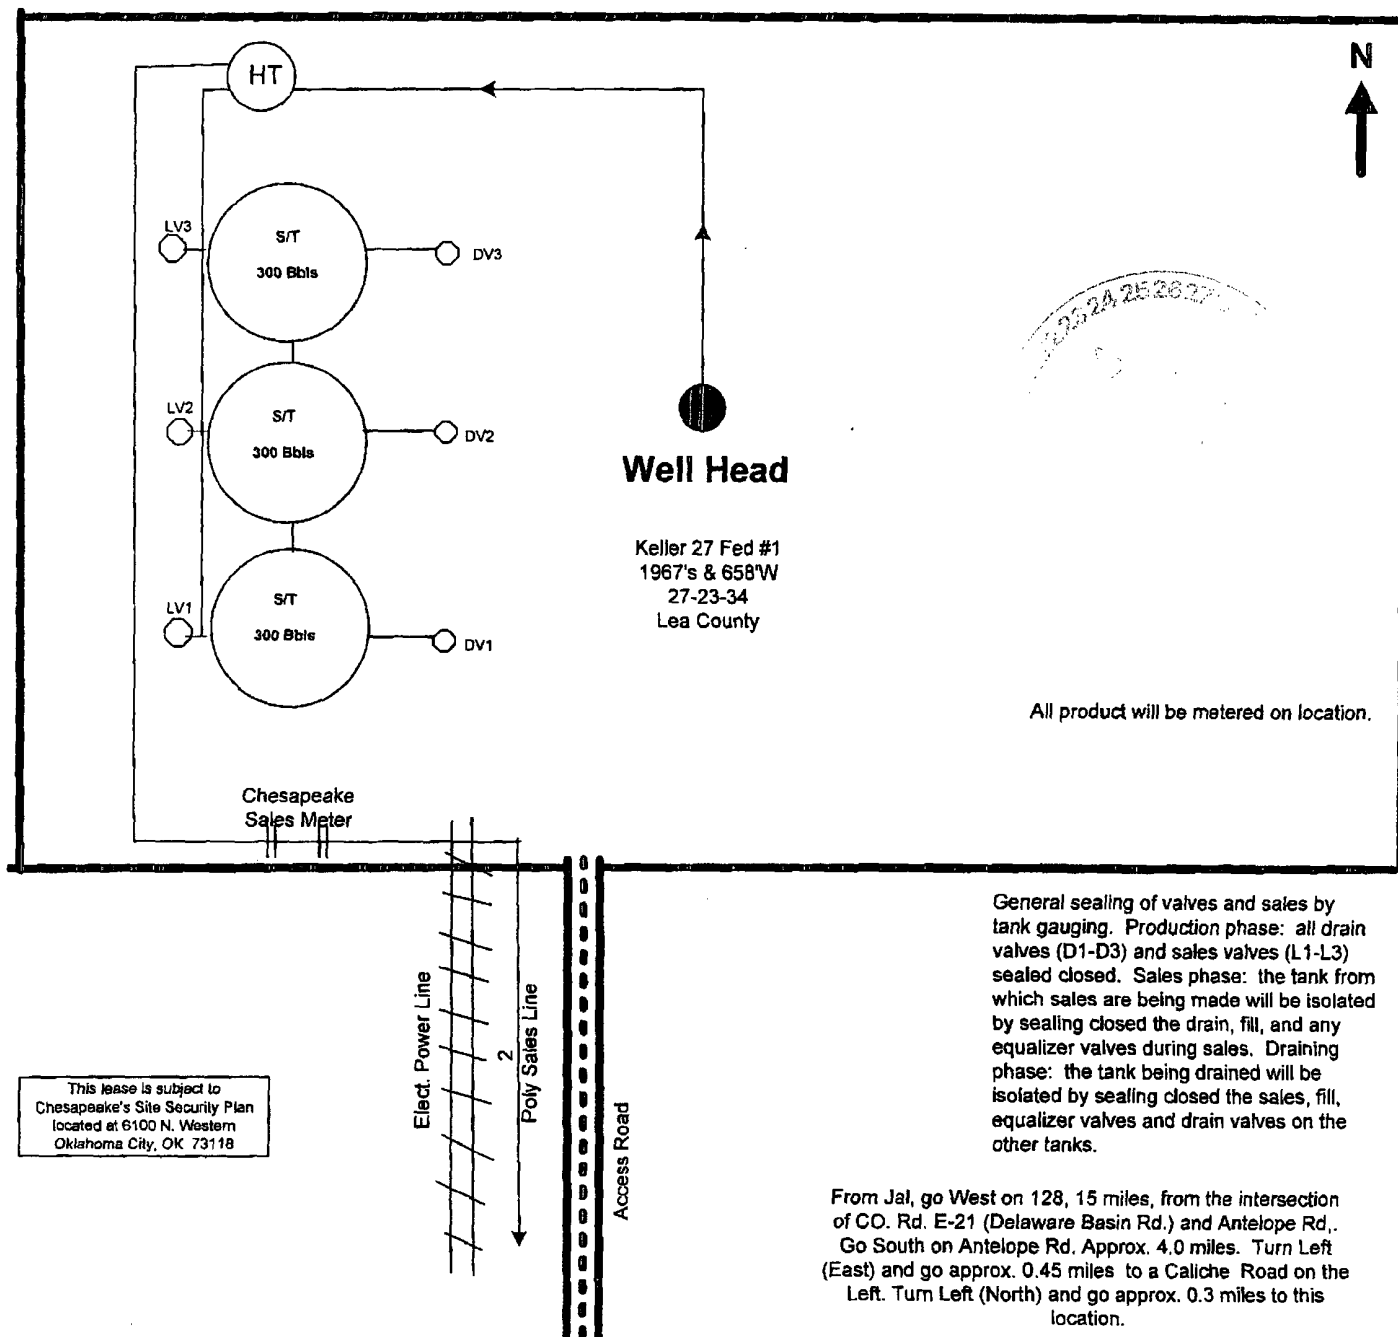 N
HT
LV3
S/T
300 Bbls
DV3
LV2
S/T
300 Bbls
DV2
LV1
S/T
300 Bbls
DV1
Well Head
Keller 27 Fed #1
1967's & 658'W
27-23-34
Lea County
All product will be metered on location.
Chesapeake
Sales Meter
Elect. Power Line
2
Poly Sales Line
Access Road
General sealing of valves and sales by
tank gauging. Production phase: all drain
valves (D1-D3) and sales valves (L1-L3)
sealed closed. Sales phase: the tank from
which sales are being made will be isolated
by sealing closed the drain, fill, and any
equalizer valves during sales. Draining
phase: the tank being drained will be
isolated by sealing closed the sales, fill,
equalizer valves and drain valves on the
other tanks.
This lease is subject to
Chesapeake's Site Security Plan
located at 6100 N. Western
Oklahoma City, OK 73118
From Jal, go West on 128, 15 miles, from the intersection
of CO. Rd. E-21 (Delaware Basin Rd.) and Antelope Rd,.
Go South on Antelope Rd. Approx. 4.0 miles. Turn Left
(East) and go approx. 0.45 miles to a Caliche Road on the
Left. Turn Left (North) and go approx. 0.3 miles to this
location.